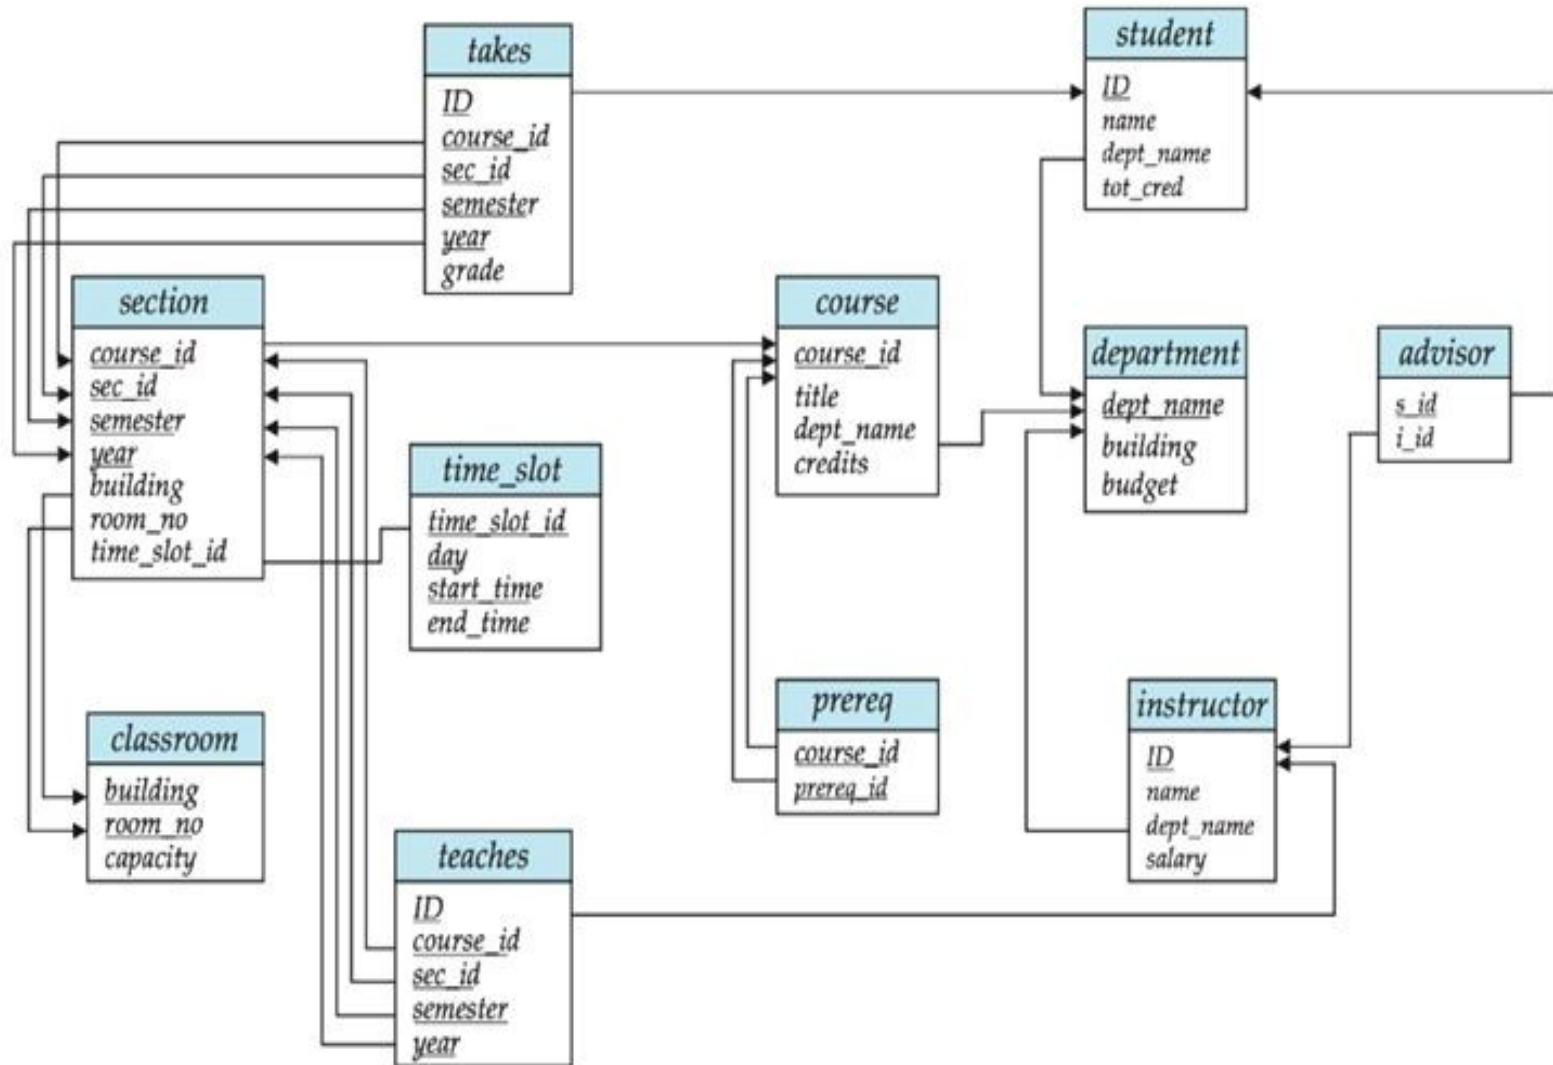 takes
ID
course_id
sec_id
semester
year
grade
student
ID
name
dept_name
tot_cred
section
course_id
sec_id
semester
year
building
room_no
time_slot_id
time_slot
time_slot_id
day
start_time
end_time
course
course_id
title
dept_name
credits
department
dept_name
building
budget
advisor
s_id
i_id
classroom
building
room_no
capacity
prereq
course_id
prereq_id
instructor
ID
name
dept_name
salary
teaches
ID
course_id
sec_id
semester
year